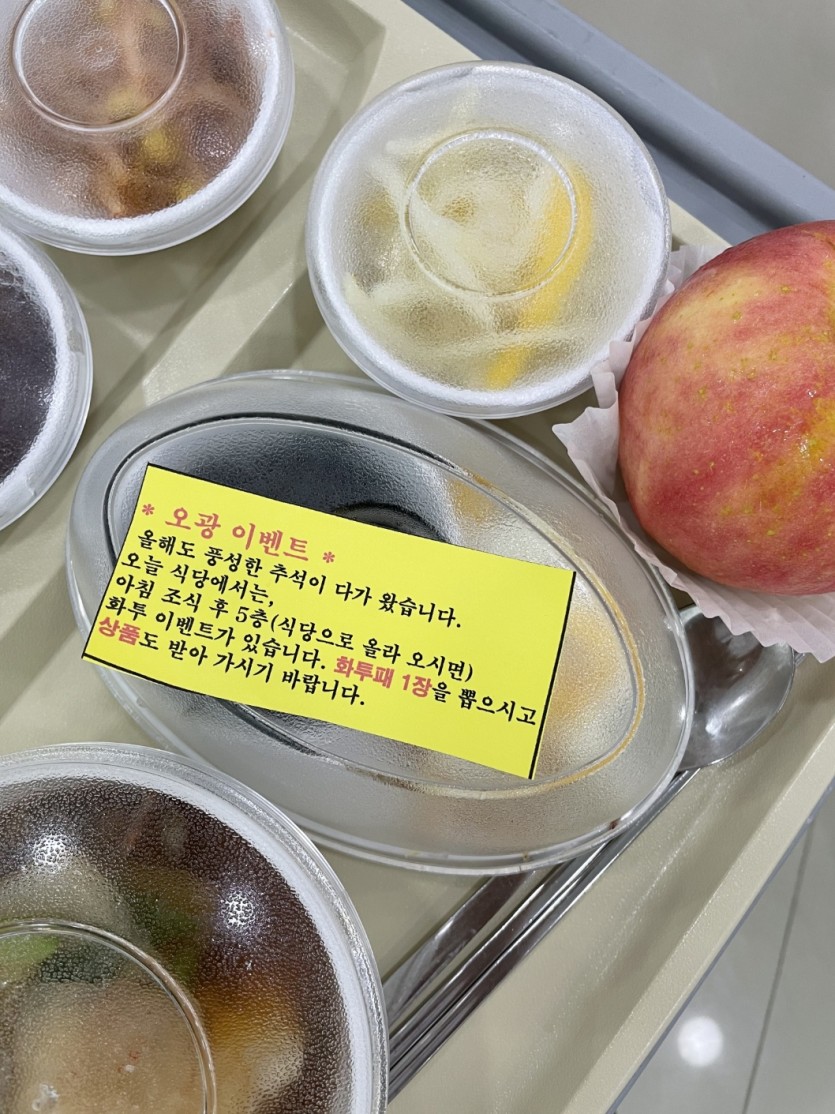 * 오광 이벤트 *
올해도 풍성한 추석이 다가 왔습니다.
오늘 식당에서는,
아침 조식 후 5층(식당으로 올라 오시면)
화투 이벤트가 있습니다. 화투패 1장을 뽑으시고
상품도 받아 가시기 바랍니다.